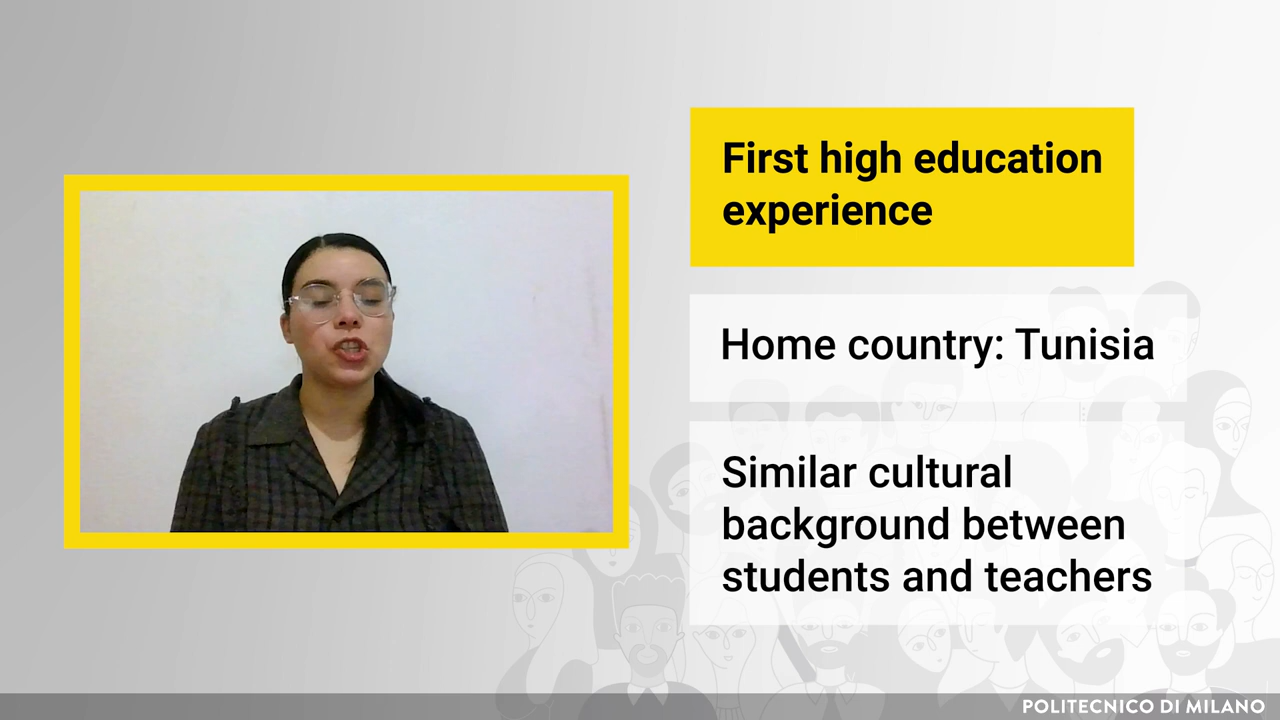 First high education
experience
Home country: Tunisia
Similar cultural
background between
students and teachers
POLITECNICO DI MILANO